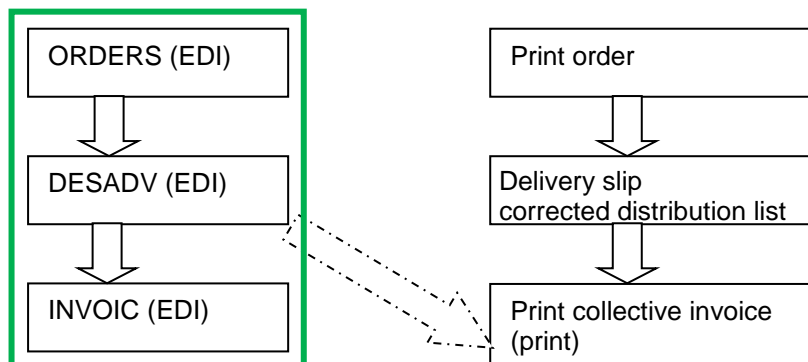 ORDERS (EDI)
Print order
DESADV (EDI)
Delivery slip
corrected distribution list
INVOIC (EDI)
Print collective invoice
(print)